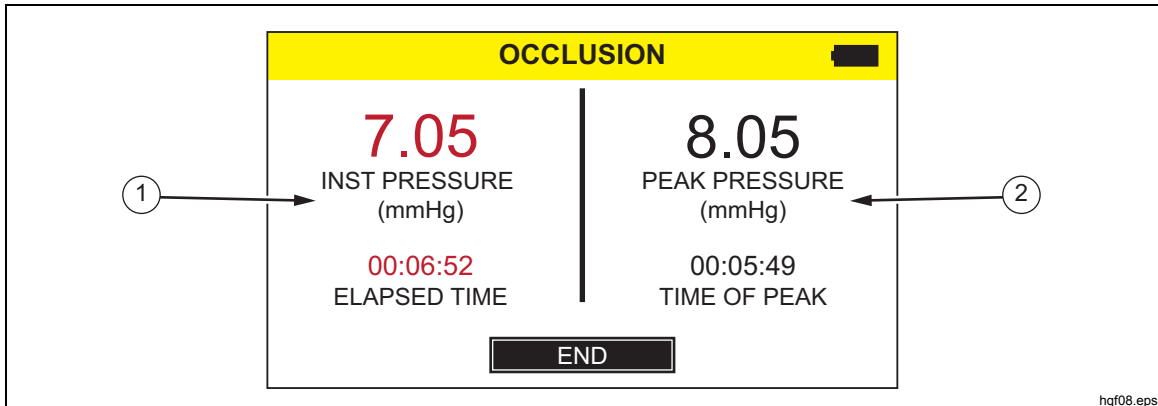 OCCLUSION
7.05
INST PRESSURE
(mmHg)
00:06:52
ELAPSED TIME
8.05
PEAK PRESSURE
(mmHg)
00:05:49
TIME OF PEAK
1
2
END
hqf08.eps